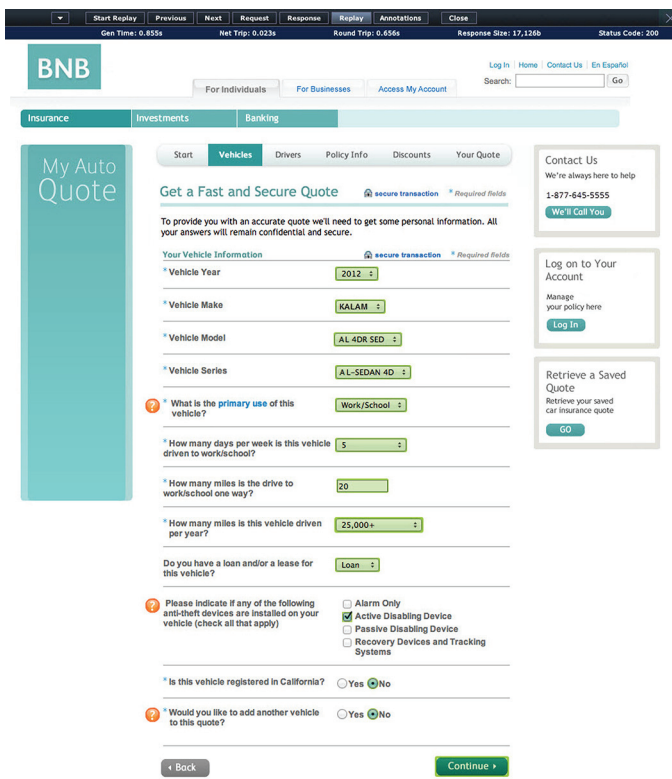 Start Replay Previous Next Request Response Replay Annotations Close
Gen Time: 0.855s Net Trip: 0.023s Round Trip: 0.656s Response Size: 17,126b Status Code: 200
BNB
Log In Home Contact Us En Español
Search: Go
For Individuals For Businesses Access My Account
Insurance Investments Banking
My Auto
Quote
Start Vehicles Drivers Policy Info Discounts Your Quote
Get a Fast and Secure Quote secure transaction * Required fields
To provide you with an accurate quote we'll need to get some personal information. All
your answers will remain confidential and secure.
Your Vehicle Information secure transaction * Required fields
* Vehicle Year 2012
* Vehicle Make KALAM
* Vehicle Model AL 4DR SED
* Vehicle Series AL-SEDAN 4D
? * What is the primary use of this
vehicle?
Work/School
* How many days per week is this vehicle
driven to work/school?
5
* How many miles is the drive to
work/school one way?
20
* How many miles is this vehicle driven
per year?
25,000+
Do you have a loan and/or a lease for
this vehicle?
Loan
? Please indicate if any of the following
anti-theft devices are installed on your
vehicle (check all that apply)
Alarm Only
Active Disabling Device
Passive Disabling Device
Recovery Devices and Tracking
Systems
* Is this vehicle registered in California? Yes No
? * Would you like to add another vehicle
to this quote?
Yes No
Back Continue
Contact Us
We're always here to help
1-877-645-5555
We'll Call You
Log on to Your
Account
Manage
your policy here
Log In
Retrieve a Saved
Quote
Retrieve your saved
car insurance quote
GO